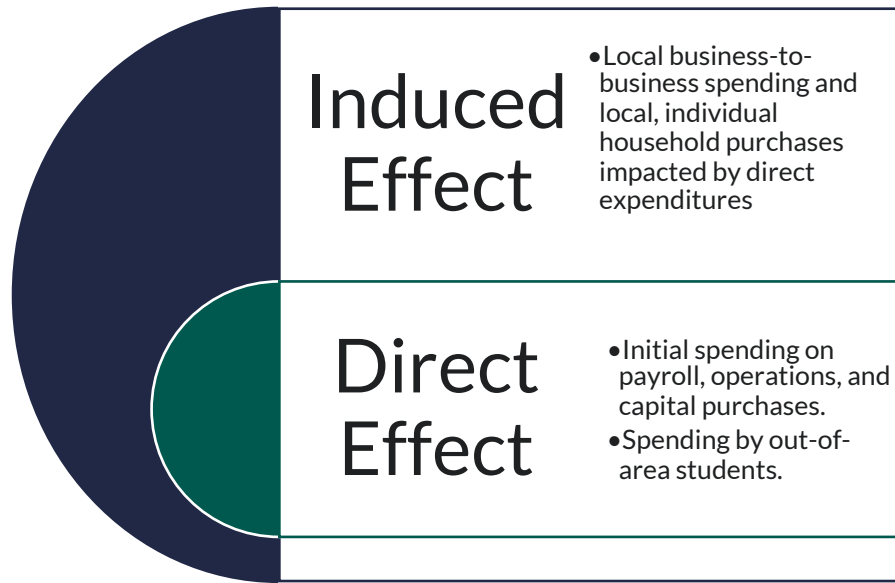 Induced
Effect
•Local business-to-
business spending and
local, individual
household purchases
impacted by direct
expenditures
Direct
Effect
•Initial spending on
payroll, operations, and
capital purchases.
•Spending by out-of-
area students.